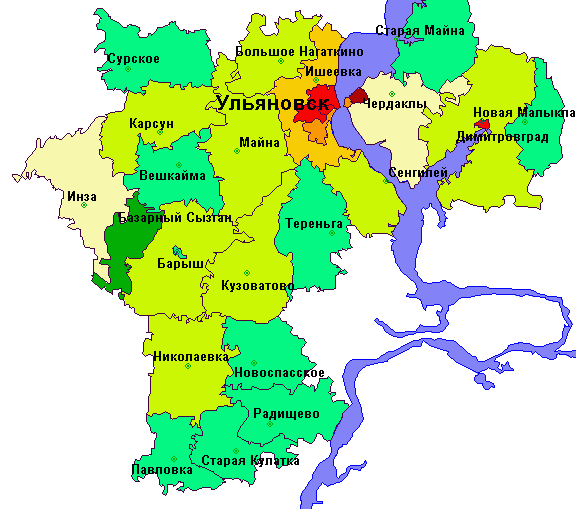 Старая Майна
Большое Нагаткино
Сурское
Ишеевка
Ульяновск
Чердаклы
Новая Малыкла
Карсун
Димитровград
Майна
Вешкайма
Сенгилей
Инза
Базарный Сызган
Тереньга
Барыш
Кузоватово
Николаевка
Новоспасское
Радищево
Старая Кулатка
Павловка